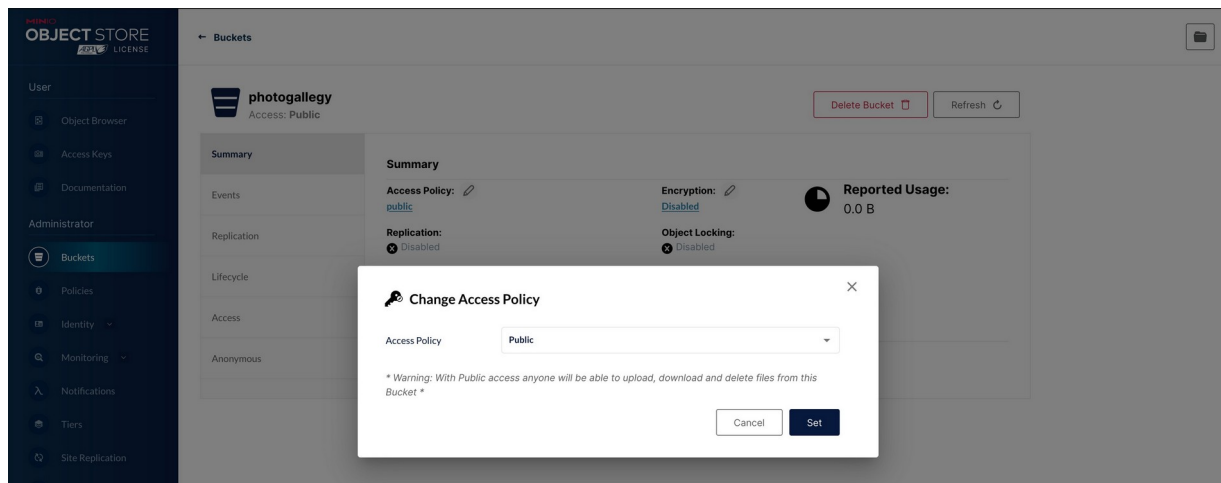 MINIO
OBJECT STORE
LICENSE
← Buckets
User
Object Browser
Access Keys
Documentation
Administrator
Buckets
Policies
Identity
Monitoring
Notifications
Tiers
Site Replication
photogallegy
Access: Public
Delete Bucket
Refresh
Summary
Events
Replication
Lifecycle
Access
Anonymous
Summary
Access Policy:
public
Encryption:
Disabled
Reported Usage:
0.0 B
Replication:
Disabled
Object Locking:
Disabled
Change Access Policy
Access Policy
Public
* Warning: With Public access anyone will be able to upload, download and delete files from this
Bucket *
Cancel
Set